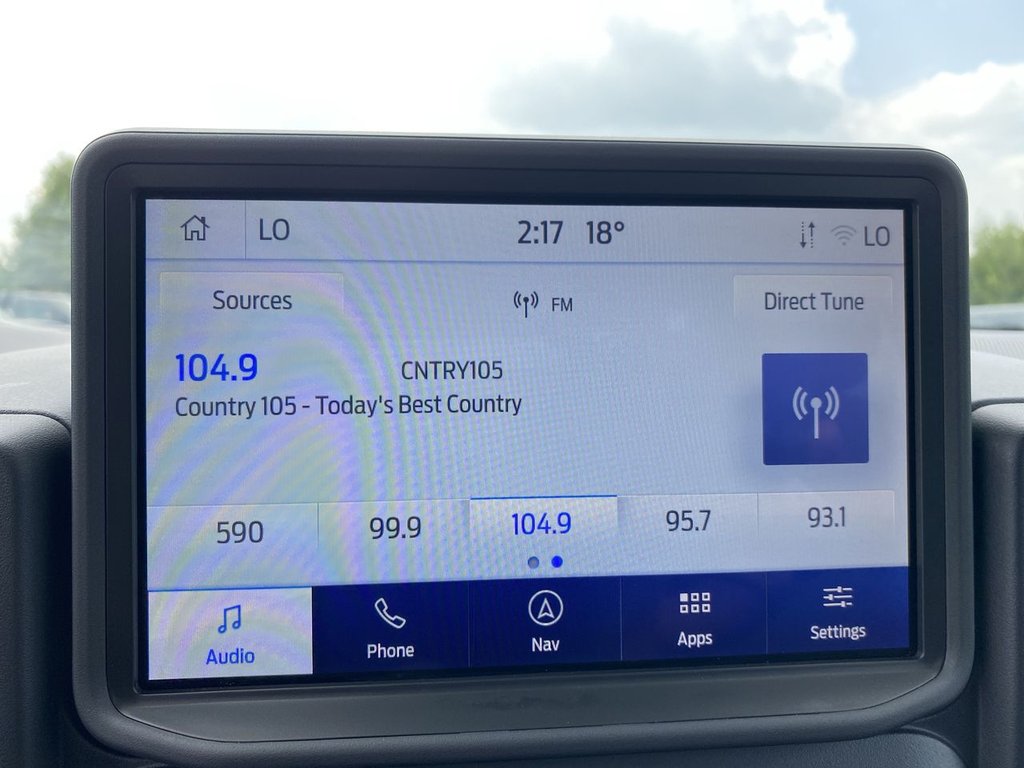 LO 2:17 18° LO
Sources FM Direct Tune
104.9 CNTRY105
Country 105 - Today's Best Country
590 99.9 104.9 95.7 93.1
Audio Phone Nav Apps Settings